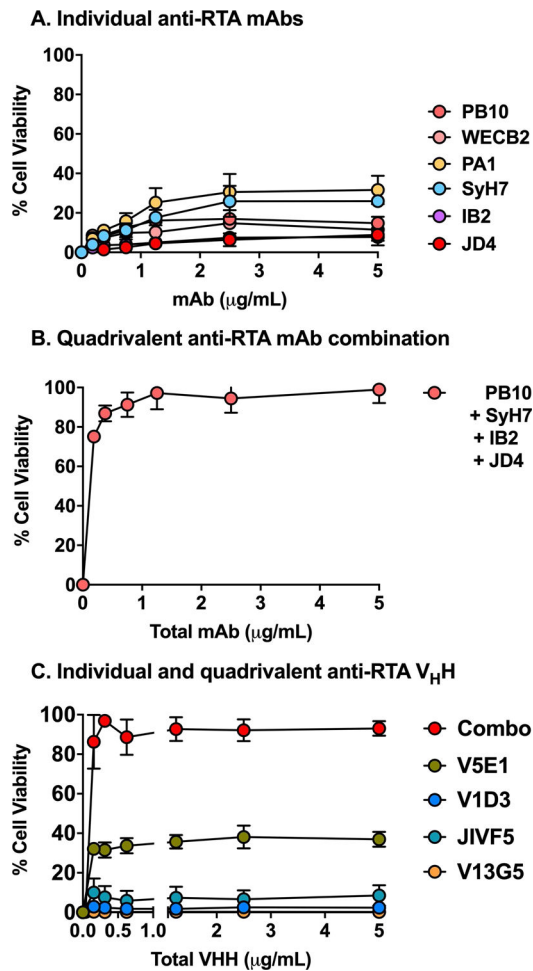 A. Individual anti-RTA mAbs
100
80
60
40
20
0
% Cell Viability
0 1 2 3 4 5
mAb (μg/mL)
PB10
WECB2
PA1
SyH7
IB2
JD4
B. Quadrivalent anti-RTA mAb combination
100
80
60
40
20
0
% Cell Viability
0 1 2 3 4 5
Total mAb (μg/mL)
PB10
+ SyH7
+ IB2
+ JD4
C. Individual and quadrivalent anti-RTA VHH
100
80
60
40
20
0
% Cell Viability
0.0 0.5 1.0 2 3 4 5
Total VHH (μg/mL)
Combo
V5E1
V1D3
JIVF5
V13G5